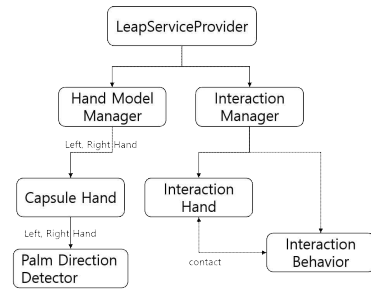 LeapServiceProvider
Hand Model
Manager
Interaction
Manager
Left, Right Hand
Capsule Hand
Interaction
Hand
Left, Right Hand
Palm Direction
Detector
contact
Interaction
Behavior